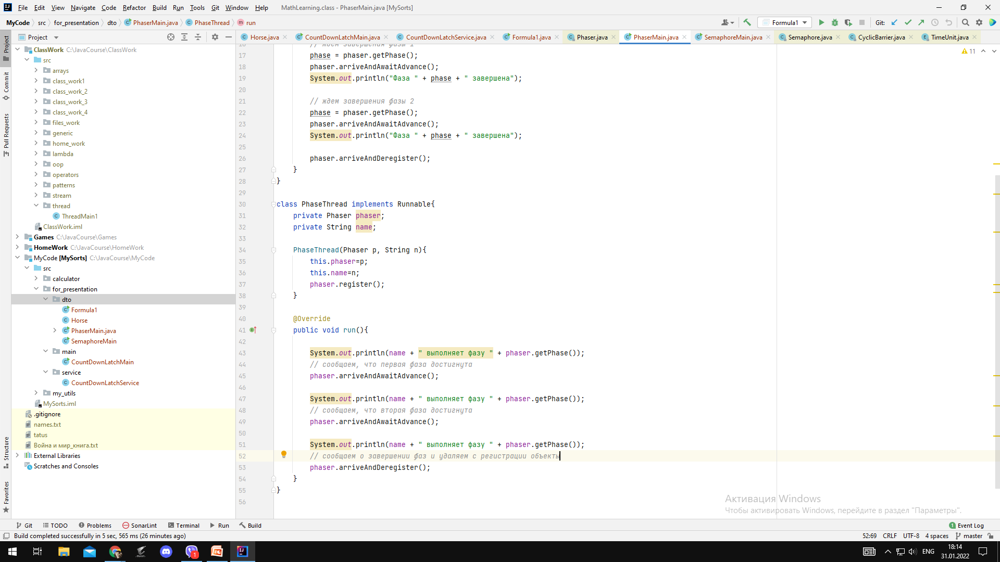 File Edit View Navigate Code Refactor Build Run Tools Git Window Help MathLearning.class - PhaserMain.java [MySorts]
MyCode src for_presentation dto PhaserMain.java PhaseThread run Formula1 Git:
Project
Horse.java CountDownLatchMain.java CountDownLatchService.java Formula1.java Phaser.java PhaserMain.java SemaphoreMain.java Semaphore.java CyclicBarrier.java TimeUnit.java
Project
Commit
Pull Requests
Structure
Favorites
ClassWork C:\JavaCourse\ClassWork
src
arrays
class_work1
class_work_2
class_work_3
class_work_4
files_work
generic
home_work
lambda
oop
operators
patterns
stream
thread
ThreadMain1
ClassWork.iml
Games C:\JavaCourse\Games
HomeWork C:\JavaCourse\HomeWork
MyCode [MySorts] C:\JavaCourse\MyCode
src
calculator
for_presentation
dto
Formula1
Horse
PhaserMain.java
SemaphoreMain
main
CountDownLatchMain
service
CountDownLatchService
my_utils
MySorts.iml
.gitignore
names.txt
tatus
Война и мир_книга.txt
External Libraries
Scratches and Consoles
11
16 // ждем завершения фазы 1
17 phase = phaser.getPhase();
18 phaser.arriveAndAwaitAdvance();
19 System.out.println("Фаза " + phase + " завершена");
20
21 // ждем завершения фазы 2
22 phase = phaser.getPhase();
23 phaser.arriveAndAwaitAdvance();
24 System.out.println("Фаза " + phase + " завершена");
25
26 phaser.arriveAndDeregister();
27 }
28 }
29
30 class PhaseThread implements Runnable{
31 private Phaser phaser;
32 private String name;
33
34 PhaseThread(Phaser p, String n){
35 this.phaser=p;
36 this.name=n;
37 phaser.register();
38 }
39
40 @Override
41 public void run(){
42
43 System.out.println(name + " выполняет фазу " + phaser.getPhase());
44 // сообщаем, что первая фаза достигнута
45 phaser.arriveAndAwaitAdvance();
46
47 System.out.println(name + " выполняет фазу " + phaser.getPhase());
48 // сообщаем, что вторая фаза достигнута
49 phaser.arriveAndAwaitAdvance();
50
51 System.out.println(name + " выполняет фазу " + phaser.getPhase());
52 // сообщаем о завершении фаз и удаляем с регистрации объекты
53 phaser.arriveAndDeregister();
54 }
55 }
56
Активация Windows
Чтобы активировать Windows, перейдите в раздел "Параметры".
Git TODO Problems SonarLint Terminal Run Build 1 Event Log
Build completed successfully in 5 sec, 565 ms (26 minutes ago) 52:69 CRLF UTF-8 4 spaces master
1 ENG 18:14
31.01.2022